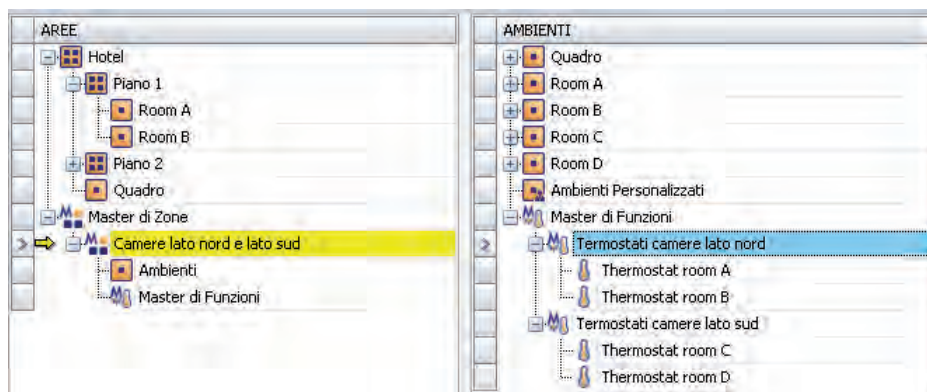 AREE
Hotel
Piano 1
Room A
Room B
Piano 2
Quadro
Master di Zone
Camere lato nord e lato sud
Ambienti
Master di Funzioni
AMBIENTI
Quadro
Room A
Room B
Room C
Room D
Ambienti Personalizzati
Master di Funzioni
Termostati camere lato nord
Thermostat room A
Thermostat room B
Termostati camere lato sud
Thermostat room C
Thermostat room D